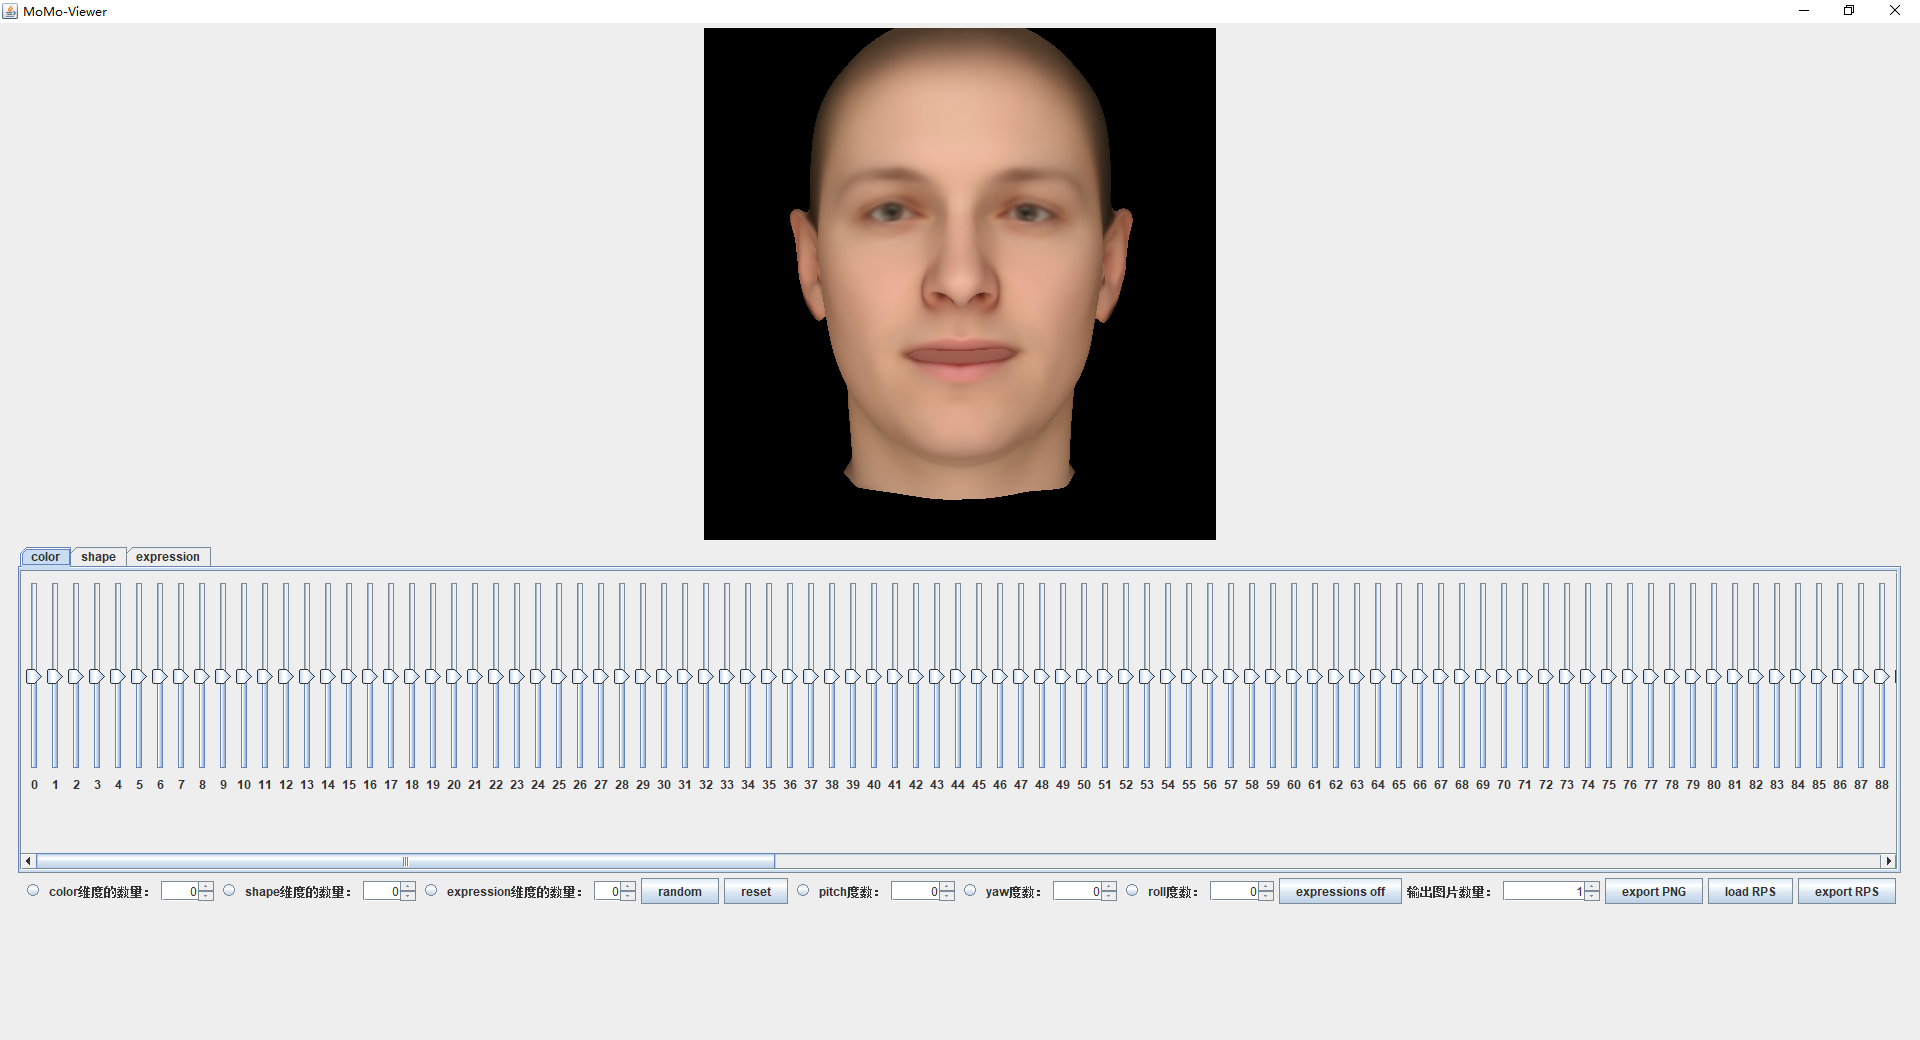 MoMo-Viewer
color shape expression
0 1 2 3 4 5 6 7 8 9 10 11 12 13 14 15 16 17 18 19 20 21 22 23 24 25 26 27 28 29 30 31 32 33 34 35 36 37 38 39 40 41 42 43 44 45 46 47 48 49 50 51 52 53 54 55 56 57 58 59 60 61 62 63 64 65 66 67 68 69 70 71 72 73 74 75 76 77 78 79 80 81 82 83 84 85 86 87 88
color维度的数量： 0 shape维度的数量： 0 expression维度的数量： 0 random reset pitch度数： 0 yaw度数： 0 roll度数： 0 expressions off 输出图片数量： 1 export PNG load RPS export RPS